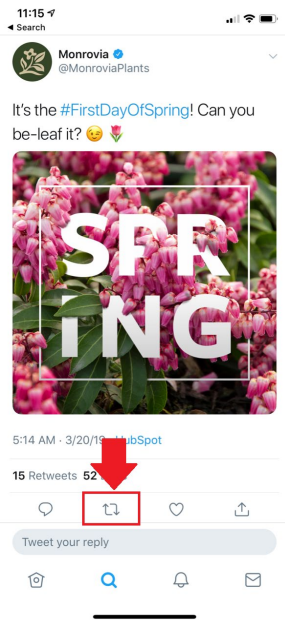 11:15
◀ Search
Monrovia
@MonroviaPlants
It's the #FirstDayOfSpring! Can you
be-leaf it? 😉 🌷
SPR
ING
5:14 AM · 3/20/19 HubSpot
15 Retweets 52
Tweet your reply